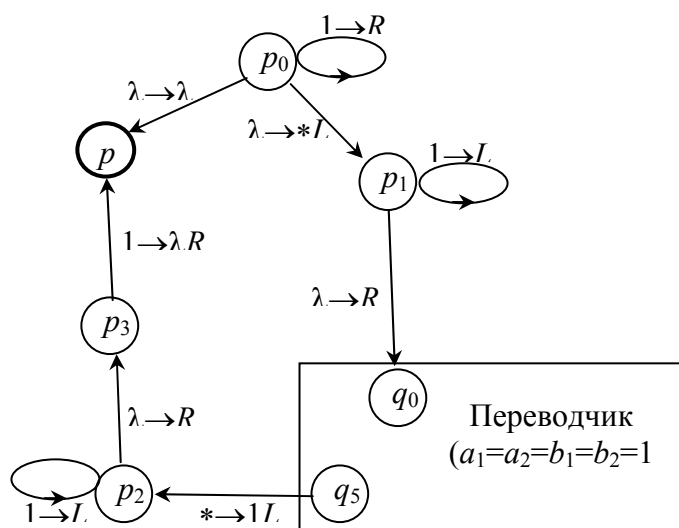 1→R
p0
λ→λ
λ→*L
p
p1
1→L
1→λR
λ→R
p3
q0
λ→R
Переводчик
(a1=a2=b1=b2=1
p2
q5
1→L
*→1L